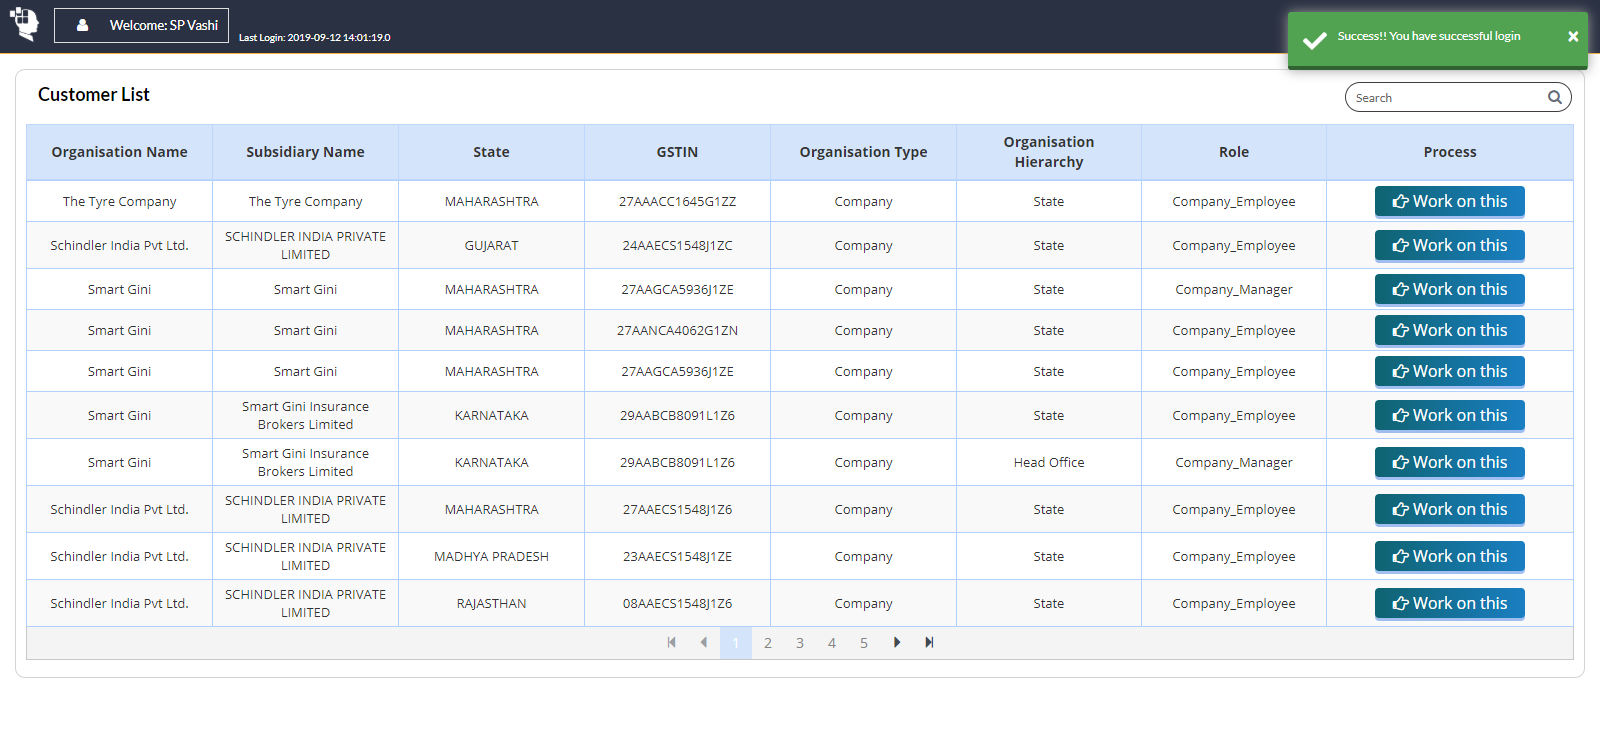 Welcome: SP Vashi
Last Login: 2019-09-12 14:01:19.0
Success!! You have successful login
Customer List
Search
Organisation Name Subsidiary Name State GSTIN Organisation Type Organisation Hierarchy Role Process
The Tyre Company The Tyre Company MAHARASHTRA 27AAACC1645G1ZZ Company State Company_Employee Work on this
Schindler India Pvt Ltd. SCHINDLER INDIA PRIVATE LIMITED GUJARAT 24AAECS1548J1ZC Company State Company_Employee Work on this
Smart Gini Smart Gini MAHARASHTRA 27AAGCA5936J1ZE Company State Company_Manager Work on this
Smart Gini Smart Gini MAHARASHTRA 27AANCA4062G1ZN Company State Company_Employee Work on this
Smart Gini Smart Gini MAHARASHTRA 27AAGCA5936J1ZE Company State Company_Employee Work on this
Smart Gini Smart Gini Insurance Brokers Limited KARNATAKA 29AABCB8091L1Z6 Company State Company_Employee Work on this
Smart Gini Smart Gini Insurance Brokers Limited KARNATAKA 29AABCB8091L1Z6 Company Head Office Company_Manager Work on this
Schindler India Pvt Ltd. SCHINDLER INDIA PRIVATE LIMITED MAHARASHTRA 27AAECS1548J1Z6 Company State Company_Employee Work on this
Schindler India Pvt Ltd. SCHINDLER INDIA PRIVATE LIMITED MADHYA PRADESH 23AAECS1548J1ZE Company State Company_Employee Work on this
Schindler India Pvt Ltd. SCHINDLER INDIA PRIVATE LIMITED RAJASTHAN 08AAECS1548J1Z6 Company State Company_Employee Work on this
1 2 3 4 5